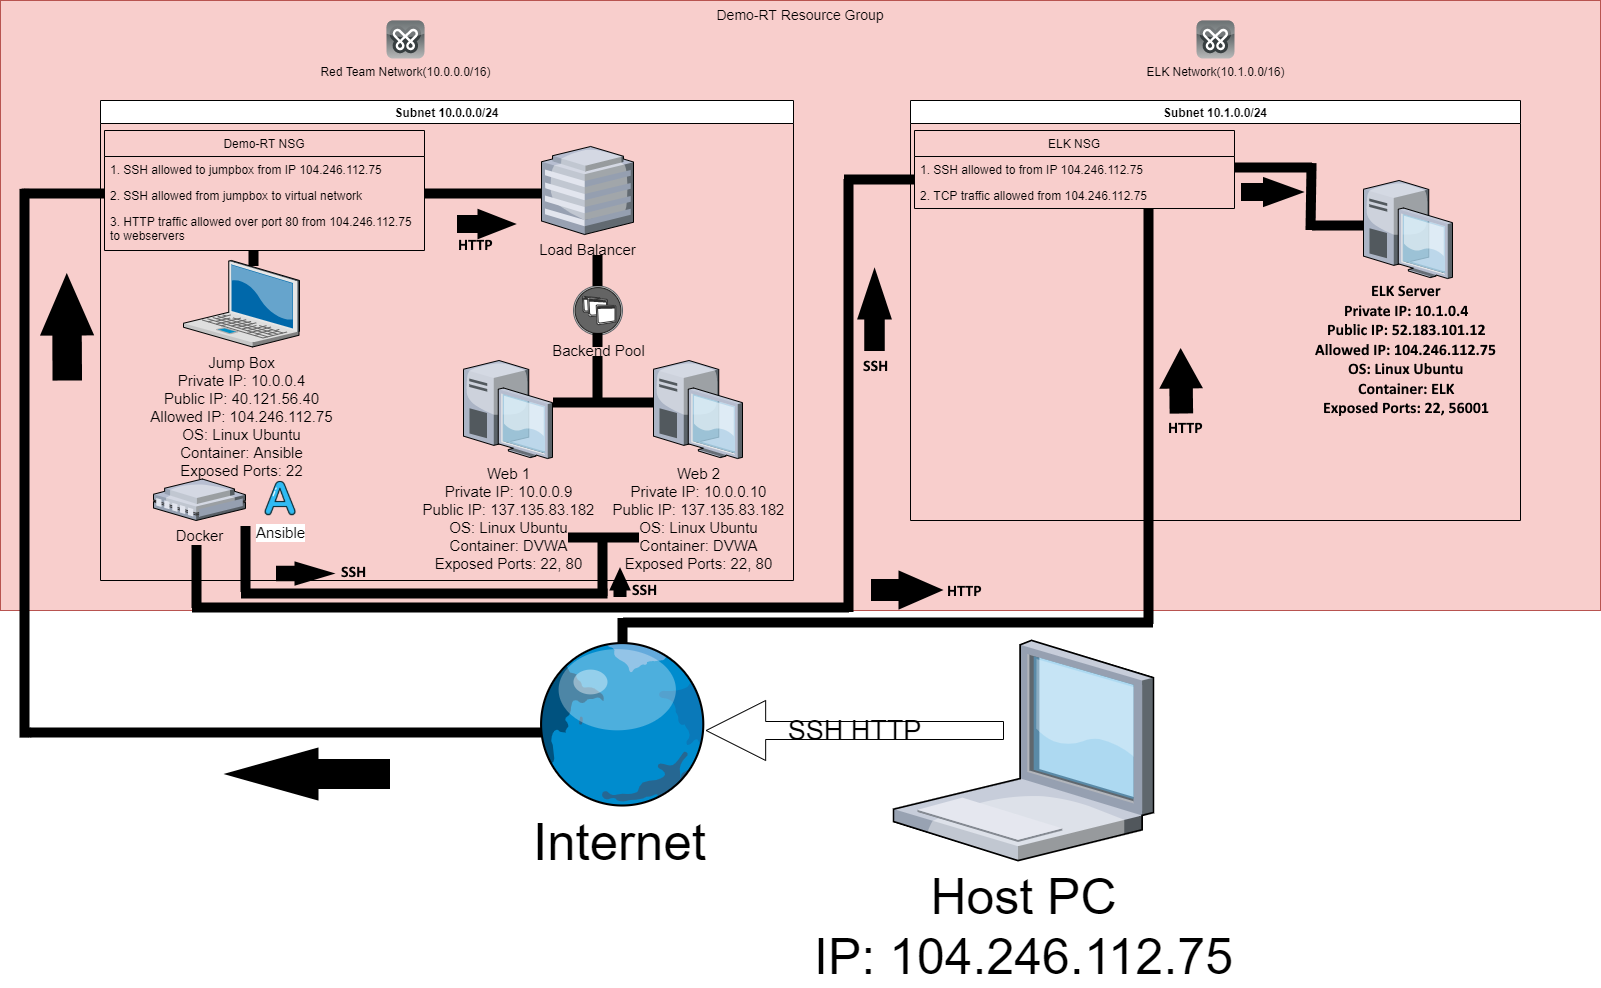 Demo-RT Resource Group
Red Team Network(10.0.0.0/16)
ELK Network(10.1.0.0/16)
Subnet 10.0.0.0/24
Demo-RT NSG
1. SSH allowed to jumpbox from IP 104.246.112.75
2. SSH allowed from jumpbox to virtual network
3. HTTP traffic allowed over port 80 from 104.246.112.75
to webservers
HTTP
Load Balancer
Backend Pool
Jump Box
Private IP: 10.0.0.4
Public IP: 40.121.56.40
Allowed IP: 104.246.112.75
OS: Linux Ubuntu
Container: Ansible
Exposed Ports: 22
Docker
A
Ansible
SSH
Web 1
Private IP: 10.0.0.9
Public IP: 137.135.83.182
OS: Linux Ubuntu
Container: DVWA
Exposed Ports: 22, 80
Web 2
Private IP: 10.0.0.10
Public IP: 137.135.83.182
OS: Linux Ubuntu
Container: DVWA
Exposed Ports: 22, 80
SSH
Subnet 10.1.0.0/24
ELK NSG
1. SSH allowed to from IP 104.246.112.75
2. TCP traffic allowed from 104.246.112.75
ELK Server
Private IP: 10.1.0.4
Public IP: 52.183.101.12
Allowed IP: 104.246.112.75
OS: Linux Ubuntu
Container: ELK
Exposed Ports: 22, 56001
SSH
HTTP
HTTP
SSH HTTP
Internet
Host PC
IP: 104.246.112.75